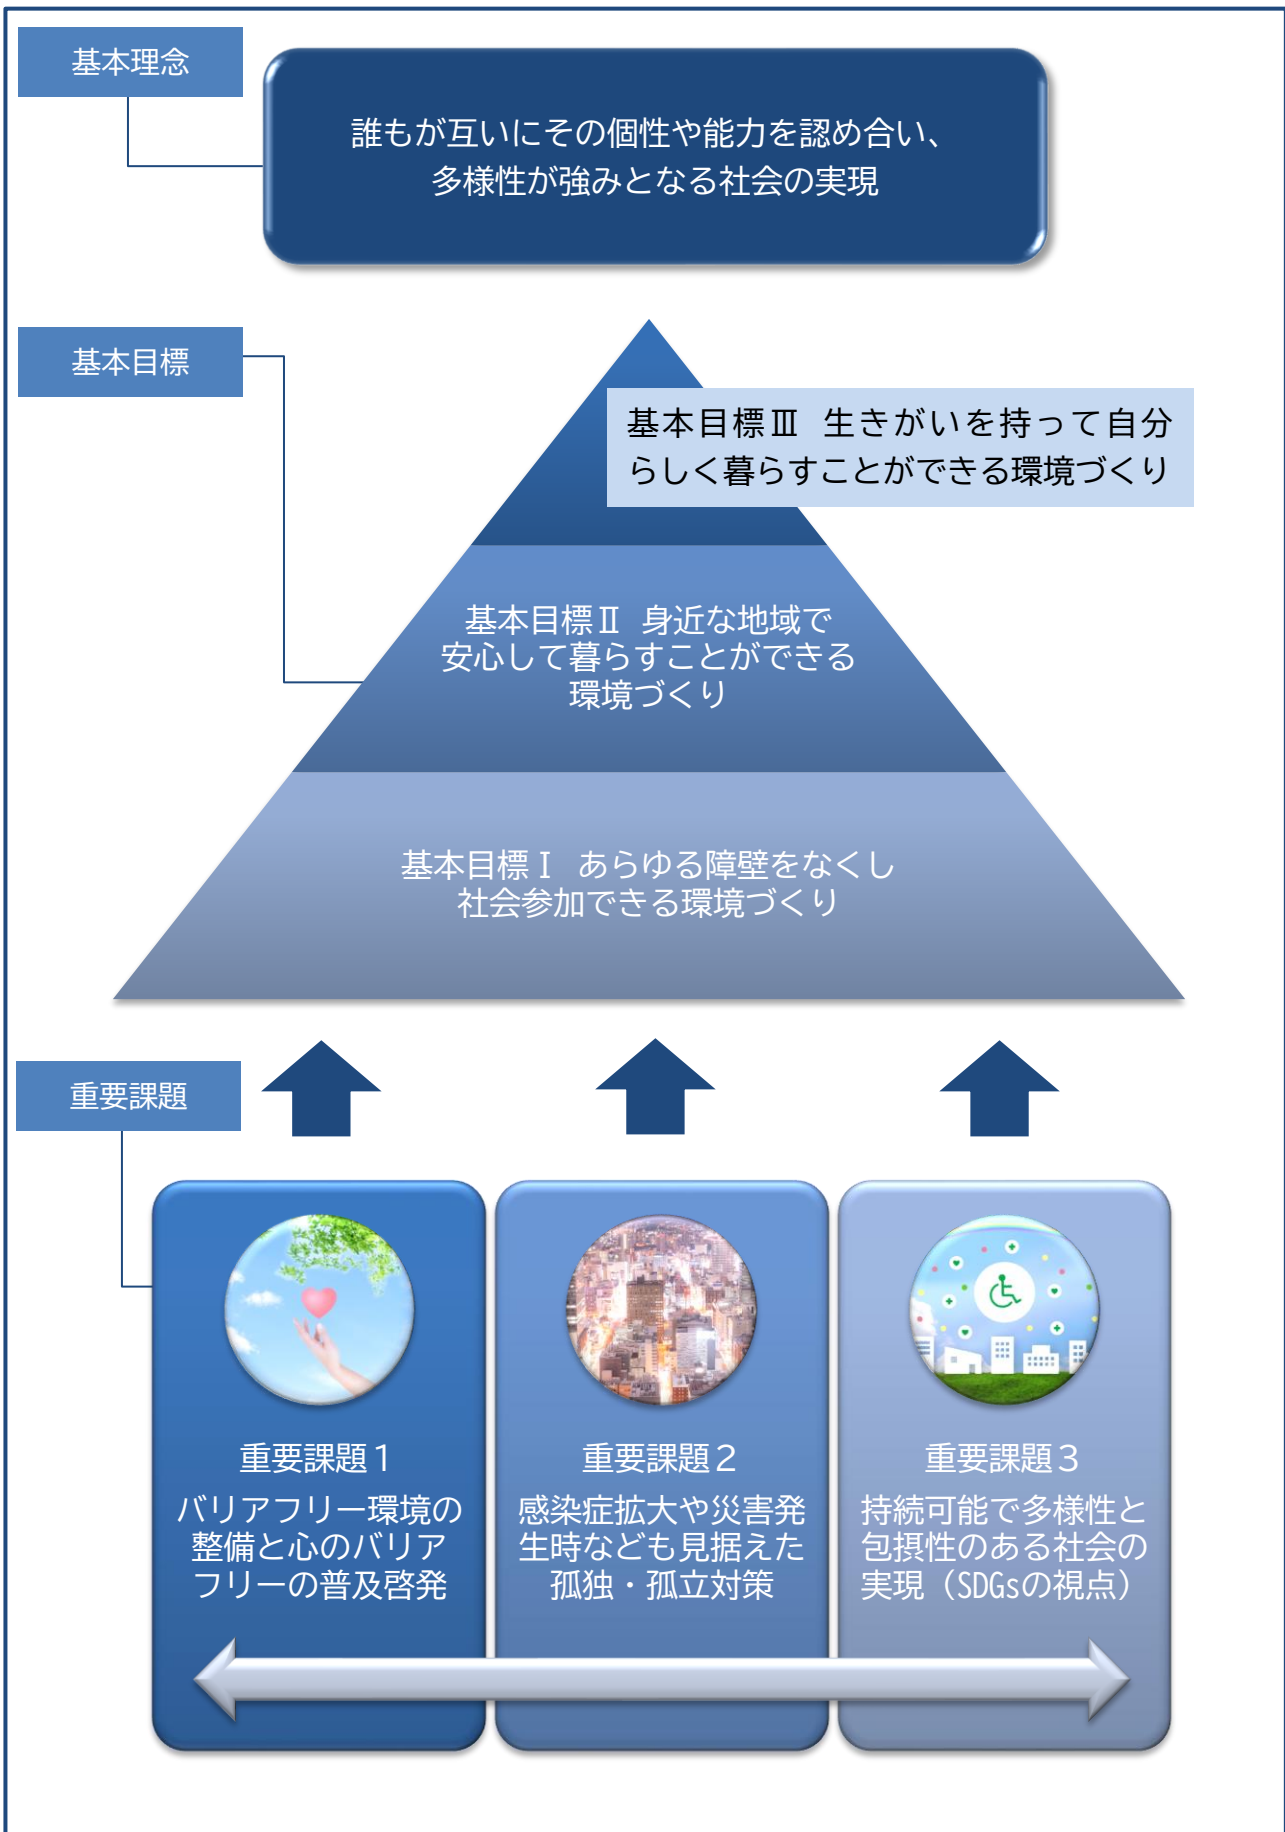 基本理念
誰もが互いにその個性や能力を認め合い、
多様性が強みとなる社会の実現
基本目標
基本目標Ⅲ 生きがいを持って自分
らしく暮らすことができる環境づくり
基本目標Ⅱ 身近な地域で
安心して暮らすことができる
環境づくり
基本目標Ⅰ あらゆる障壁をなくし
社会参加できる環境づくり
重要課題
重要課題1
バリアフリー環境の
整備と心のバリア
フリーの普及啓発
重要課題2
感染症拡大や災害発
生時なども見据えた
孤独・孤立対策
重要課題3
持続可能で多様性と
包摂性のある社会の
実現（SDGsの視点）